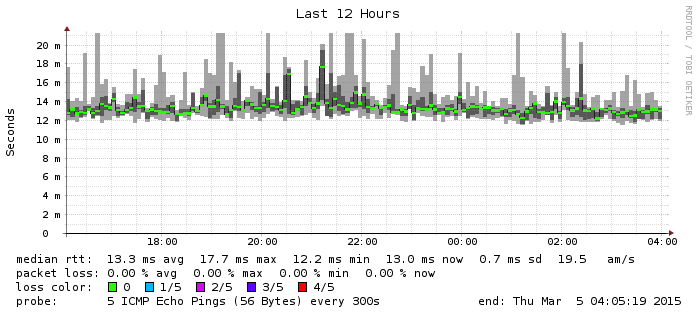 Last 12 Hours
RRDTOOL / TOBI OETIKER
Seconds
20 m
18 m
16 m
14 m
12 m
10 m
8 m
6 m
4 m
2 m
0
18:00 20:00 22:00 00:00 02:00 04:00
median rtt: 13.3 ms avg 17.7 ms max 12.2 ms min 13.0 ms now 0.7 ms sd 19.5 am/s
packet loss: 0.00 % avg 0.00 % max 0.00 % min 0.00 % now
loss color: 0 1/5 2/5 3/5 4/5
probe: 5 ICMP Echo Pings (56 Bytes) every 300s end: Thu Mar 5 04:05:19 2015